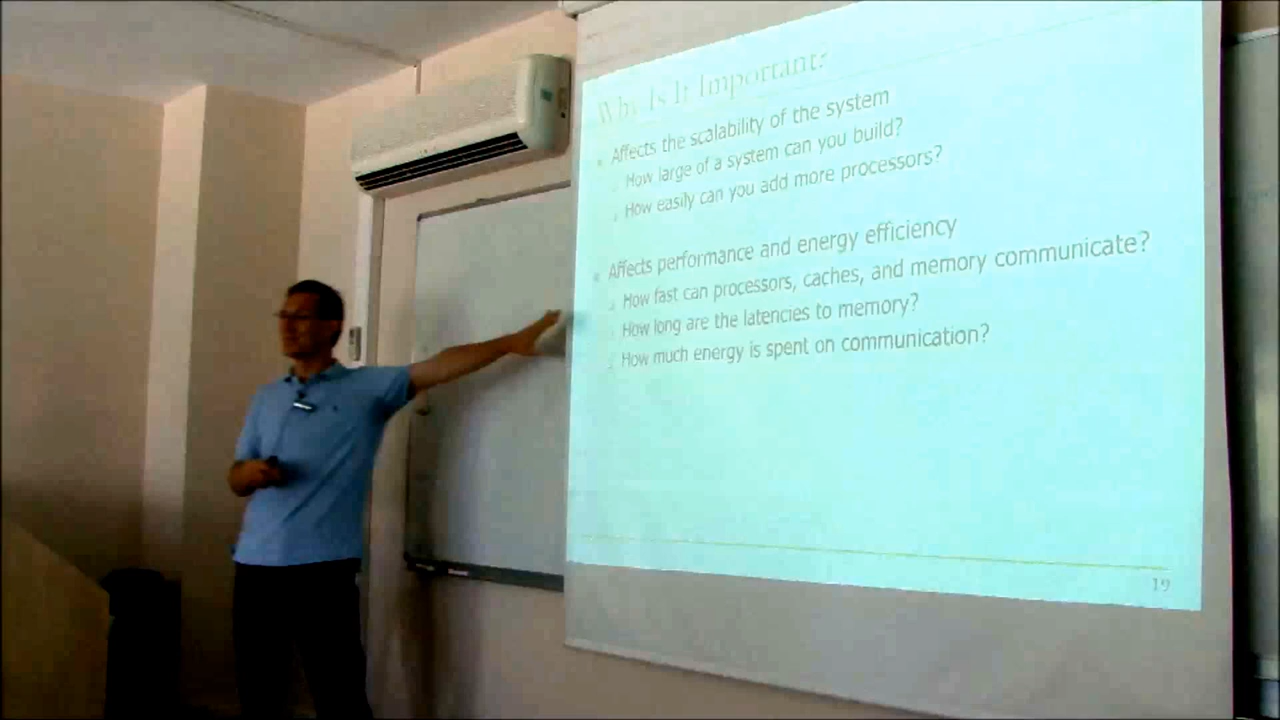 Why Is It Important?
Affects the scalability of the system
How large of a system can you build?
How easily can you add more processors?
Affects performance and energy efficiency
How fast can processors, caches, and memory communicate?
How long are the latencies to memory?
How much energy is spent on communication?
19